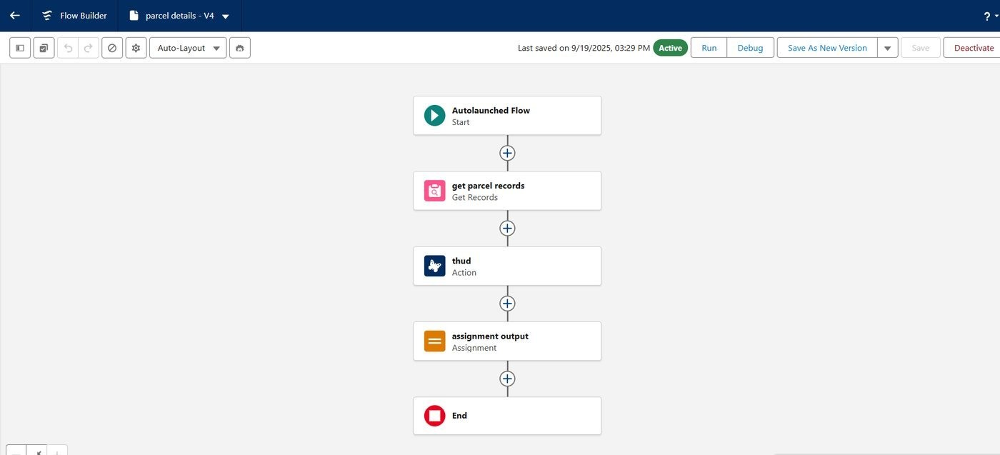 Flow Builder
parcel details - V4
?
Auto-Layout
Last saved on 9/19/2025, 03:29 PM
Active
Run
Debug
Save As New Version
Save
Deactivate
Autolaunched Flow
Start
get parcel records
Get Records
thud
Action
assignment output
Assignment
End